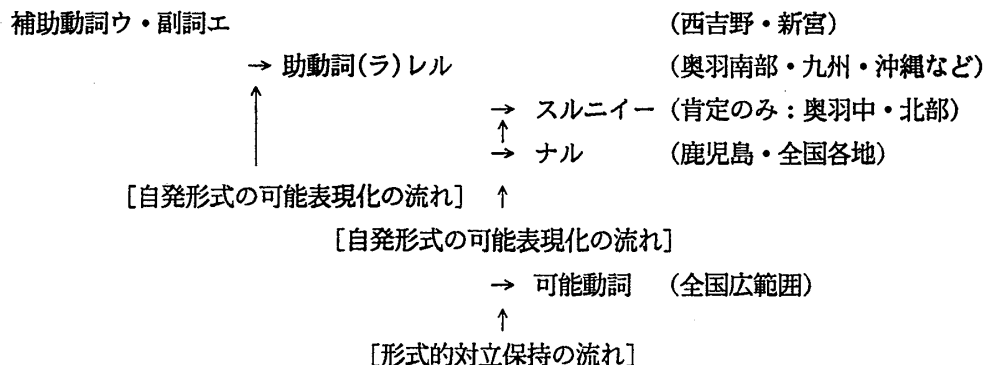 補助動詞ウ・副詞エ (西吉野・新宮)
→ 助動詞(ラ)レル (奥羽南部・九州・沖縄など)
→ スルニイー (肯定のみ：奥羽中・北部)
↑
→ ナル (鹿児島・全国各地)
[自発形式の可能表現化の流れ] ↑
[自発形式の可能表現化の流れ]
→ 可能動詞 (全国広範囲)
↑
[形式的対立保持の流れ]